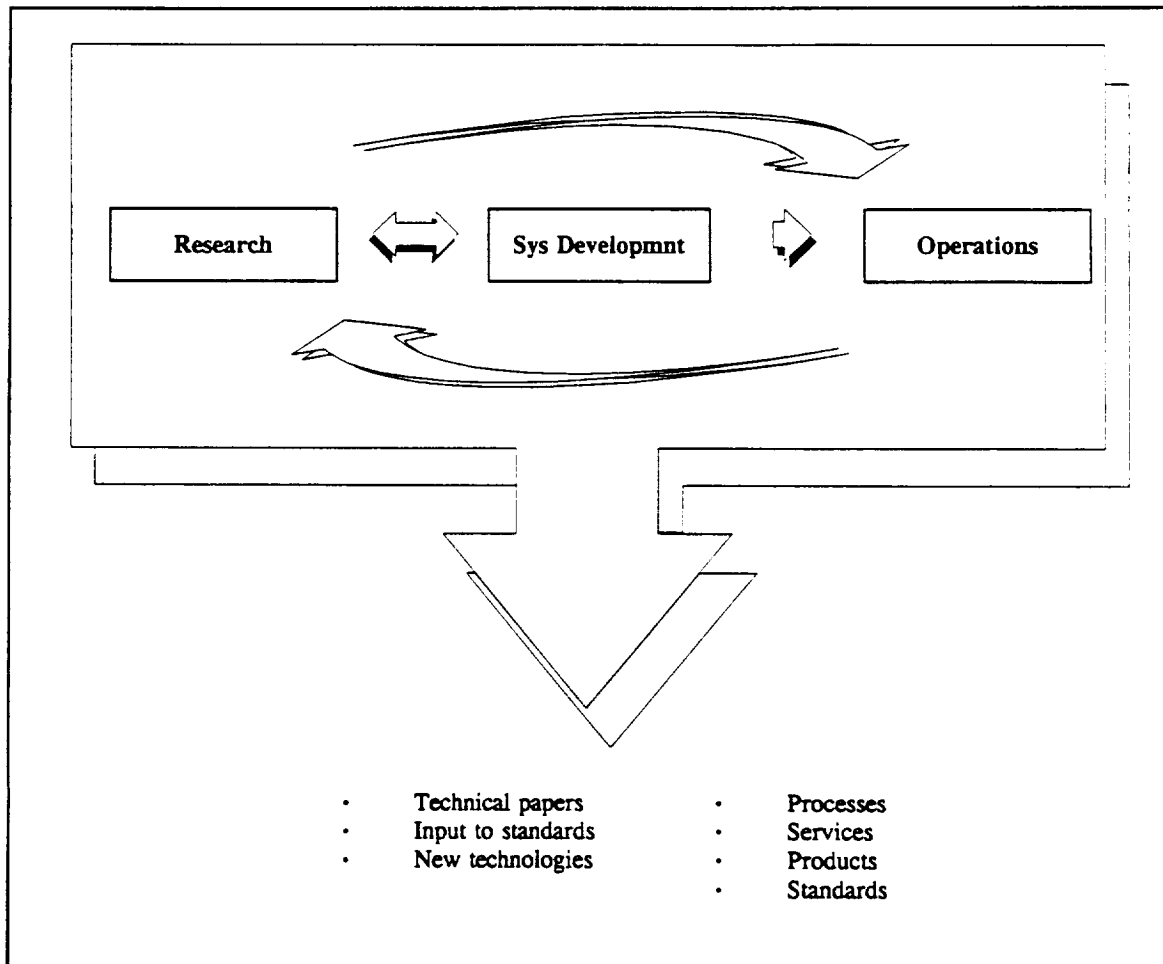 Research
Sys Developmnt
Operations
· Technical papers
· Input to standards
· New technologies
· Processes
· Services
· Products
· Standards